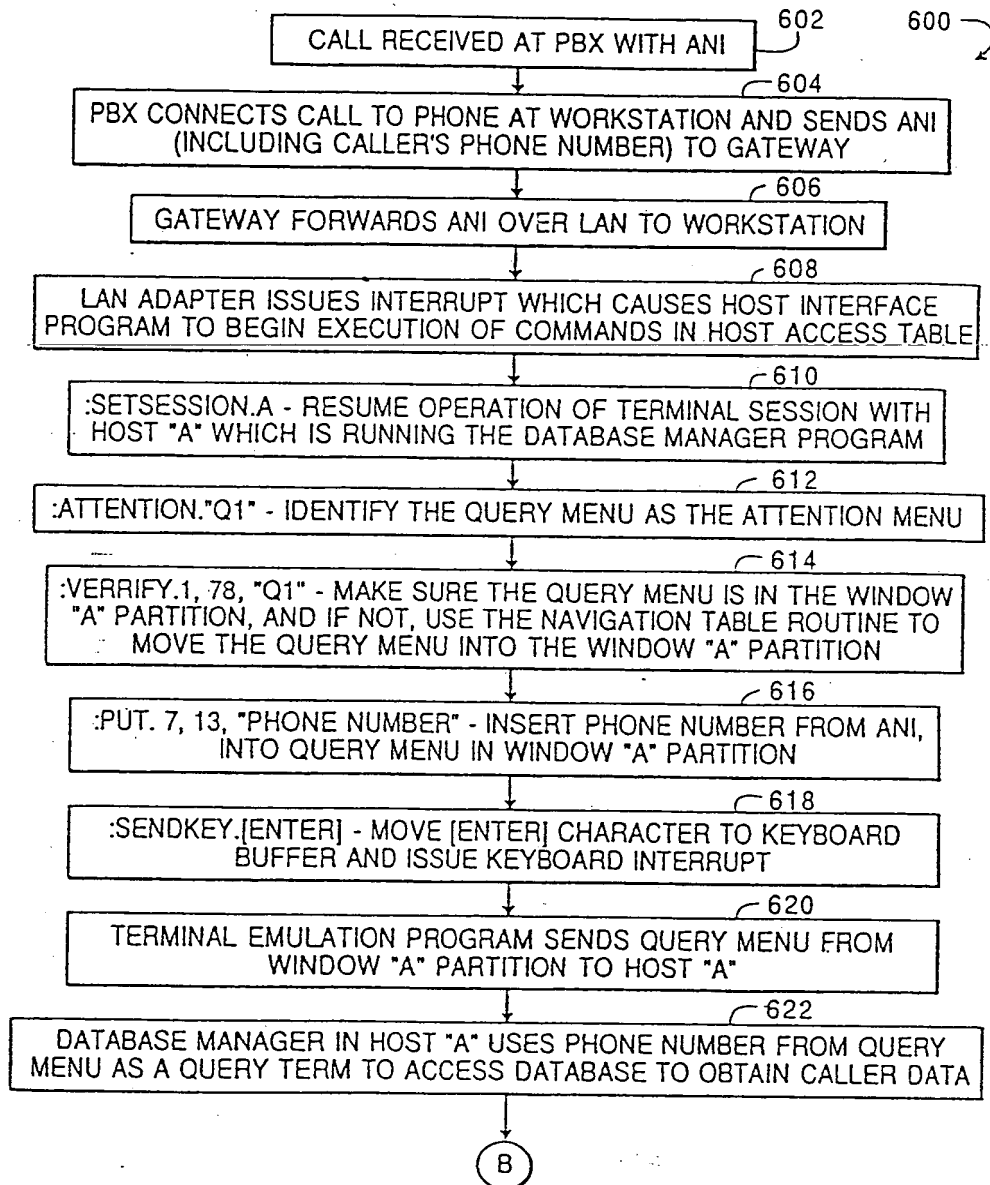 602
600
CALL RECEIVED AT PBX WITH ANI
604
PBX CONNECTS CALL TO PHONE AT WORKSTATION AND SENDS ANI
(INCLUDING CALLER'S PHONE NUMBER) TO GATEWAY
606
GATEWAY FORWARDS ANI OVER LAN TO WORKSTATION
608
LAN ADAPTER ISSUES INTERRUPT WHICH CAUSES HOST INTERFACE
PROGRAM TO BEGIN EXECUTION OF COMMANDS IN HOST ACCESS TABLE
610
:SETSESSION.A - RESUME OPERATION OF TERMINAL SESSION WITH
HOST "A" WHICH IS RUNNING THE DATABASE MANAGER PROGRAM
612
:ATTENTION."Q1" - IDENTIFY THE QUERY MENU AS THE ATTENTION MENU
614
:VERRIFY.1, 78, "Q1" - MAKE SURE THE QUERY MENU IS IN THE WINDOW
"A" PARTITION, AND IF NOT, USE THE NAVIGATION TABLE ROUTINE TO
MOVE THE QUERY MENU INTO THE WINDOW "A" PARTITION
616
:PUT. 7, 13, "PHONE NUMBER" - INSERT PHONE NUMBER FROM ANI,
INTO QUERY MENU IN WINDOW "A" PARTITION
618
:SENDKEY.[ENTER] - MOVE [ENTER] CHARACTER TO KEYBOARD
BUFFER AND ISSUE KEYBOARD INTERRUPT
620
TERMINAL EMULATION PROGRAM SENDS QUERY MENU FROM
WINDOW "A" PARTITION TO HOST "A"
622
DATABASE MANAGER IN HOST "A" USES PHONE NUMBER FROM QUERY
MENU AS A QUERY TERM TO ACCESS DATABASE TO OBTAIN CALLER DATA
B